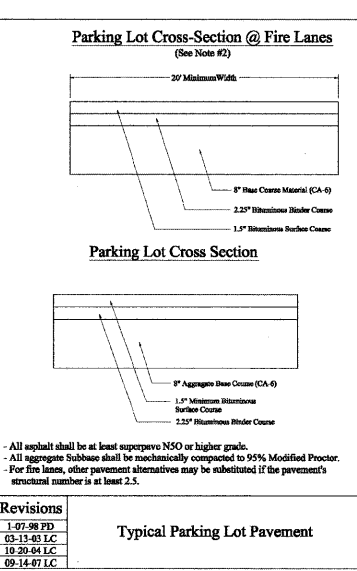 Parking Lot Cross-Section @ Fire Lanes
(See Note #2)
20' Minimum Width
8" Base Coarse Material (CA-6)
2.25" Bituminous Binder Coarse
1.5" Bituminous Surface Coarse
Parking Lot Cross Section
8" Aggregate Base Course (CA-6)
1.5" Minimum Bituminous
Surface Course
2.25" Bituminous Binder Course
- All asphalt shall be at least superpave N5O or higher grade.
- All aggregate Subbase shall be mechanically compacted to 95% Modified Proctor.
- For fire lanes, other pavement alternatives may be substituted if the pavement's
structural number is at least 2.5.
Revisions
1-07-98 PD
03-13-03 LC
10-20-04 LC
09-14-07 LC
Typical Parking Lot Pavement